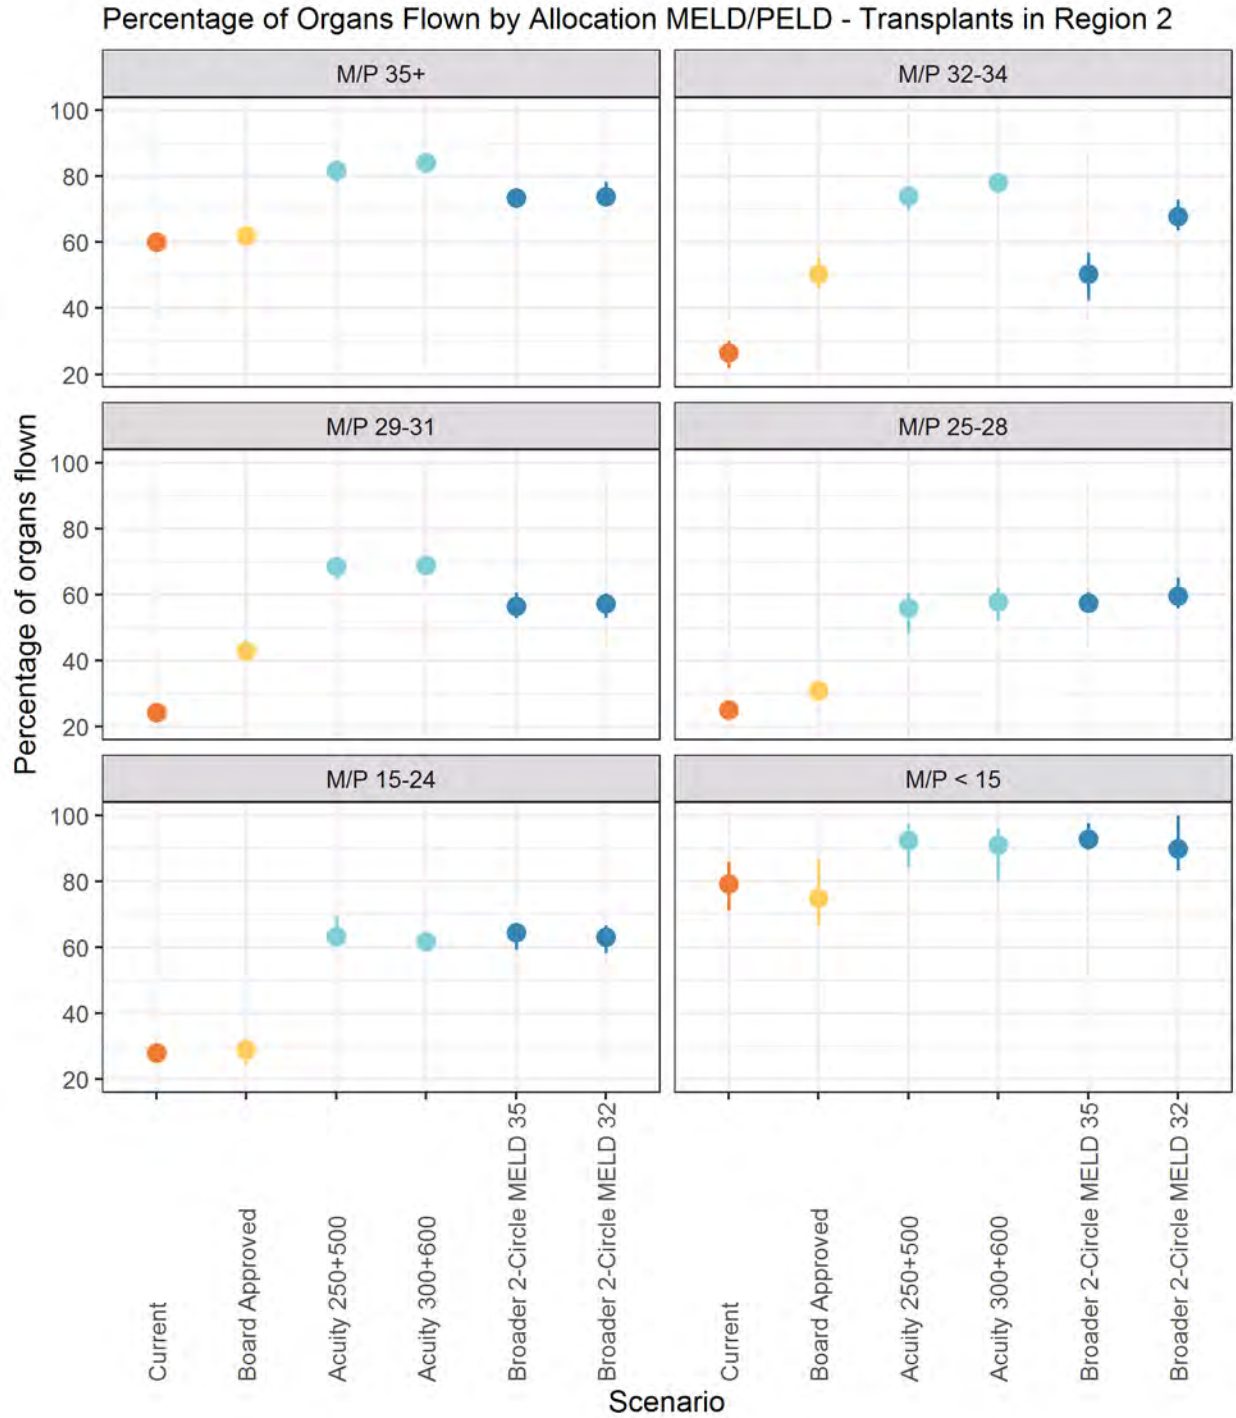 Percentage of Organs Flown by Allocation MELD/PELD - Transplants in Region 2
M/P 35+
M/P 32-34
100
80
60
40
20
M/P 29-31
M/P 25-28
100
80
60
40
20
M/P 15-24
M/P < 15
100
80
60
40
20
Percentage of organs flown
Current
Board Approved
Acuity 250+500
Acuity 300+600
Broader 2-Circle MELD 35
Broader 2-Circle MELD 32
Current
Board Approved
Acuity 250+500
Acuity 300+600
Broader 2-Circle MELD 35
Broader 2-Circle MELD 32
Scenario